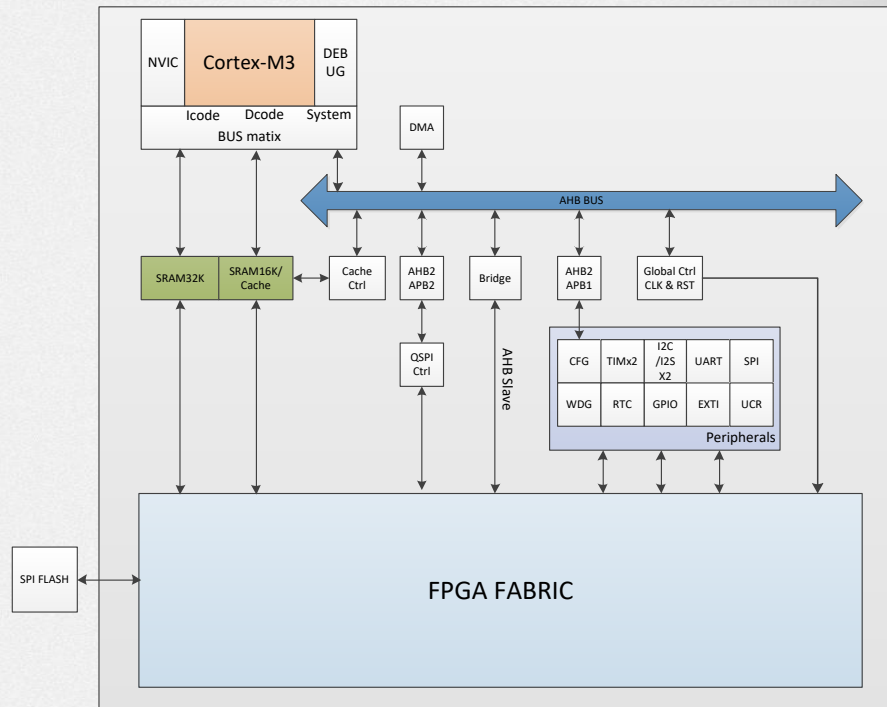 NVIC
Cortex-M3
DEB
UG
Icode Dcode System
BUS matix
DMA
AHB BUS
SRAM32K
SRAM16K/
Cache
Cache
Ctrl
AHB2
APB2
Bridge
AHB2
APB1
Global Ctrl
CLK & RST
QSPI
Ctrl
AHB Slave
CFG
TIMx2
I2C
/I2S
X2
UART
SPI
WDG
RTC
GPIO
EXTI
UCR
Peripherals
SPI FLASH
FPGA FABRIC